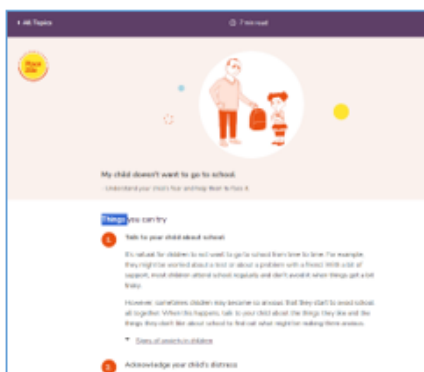 All Topics
7 min read
Place
2Be
My child doesn't want to go to school.
- Understand your child's fear and help them to face it
Things you can try
1. Talk to your child about school
It's natural for children to not want to go to school from time to time. For example,
they might be worried about a test or about a problem with a friend. With a bit of
support, most children attend school regularly and don't avoid it when things get a bit
tricky.
However, sometimes children may become so anxious that they start to avoid school
all together. When this happens, talk to your child about the things they like and the
things they don't like about school to find out what might be making them anxious.
Signs of anxiety in children
2. Acknowledge your child's distress